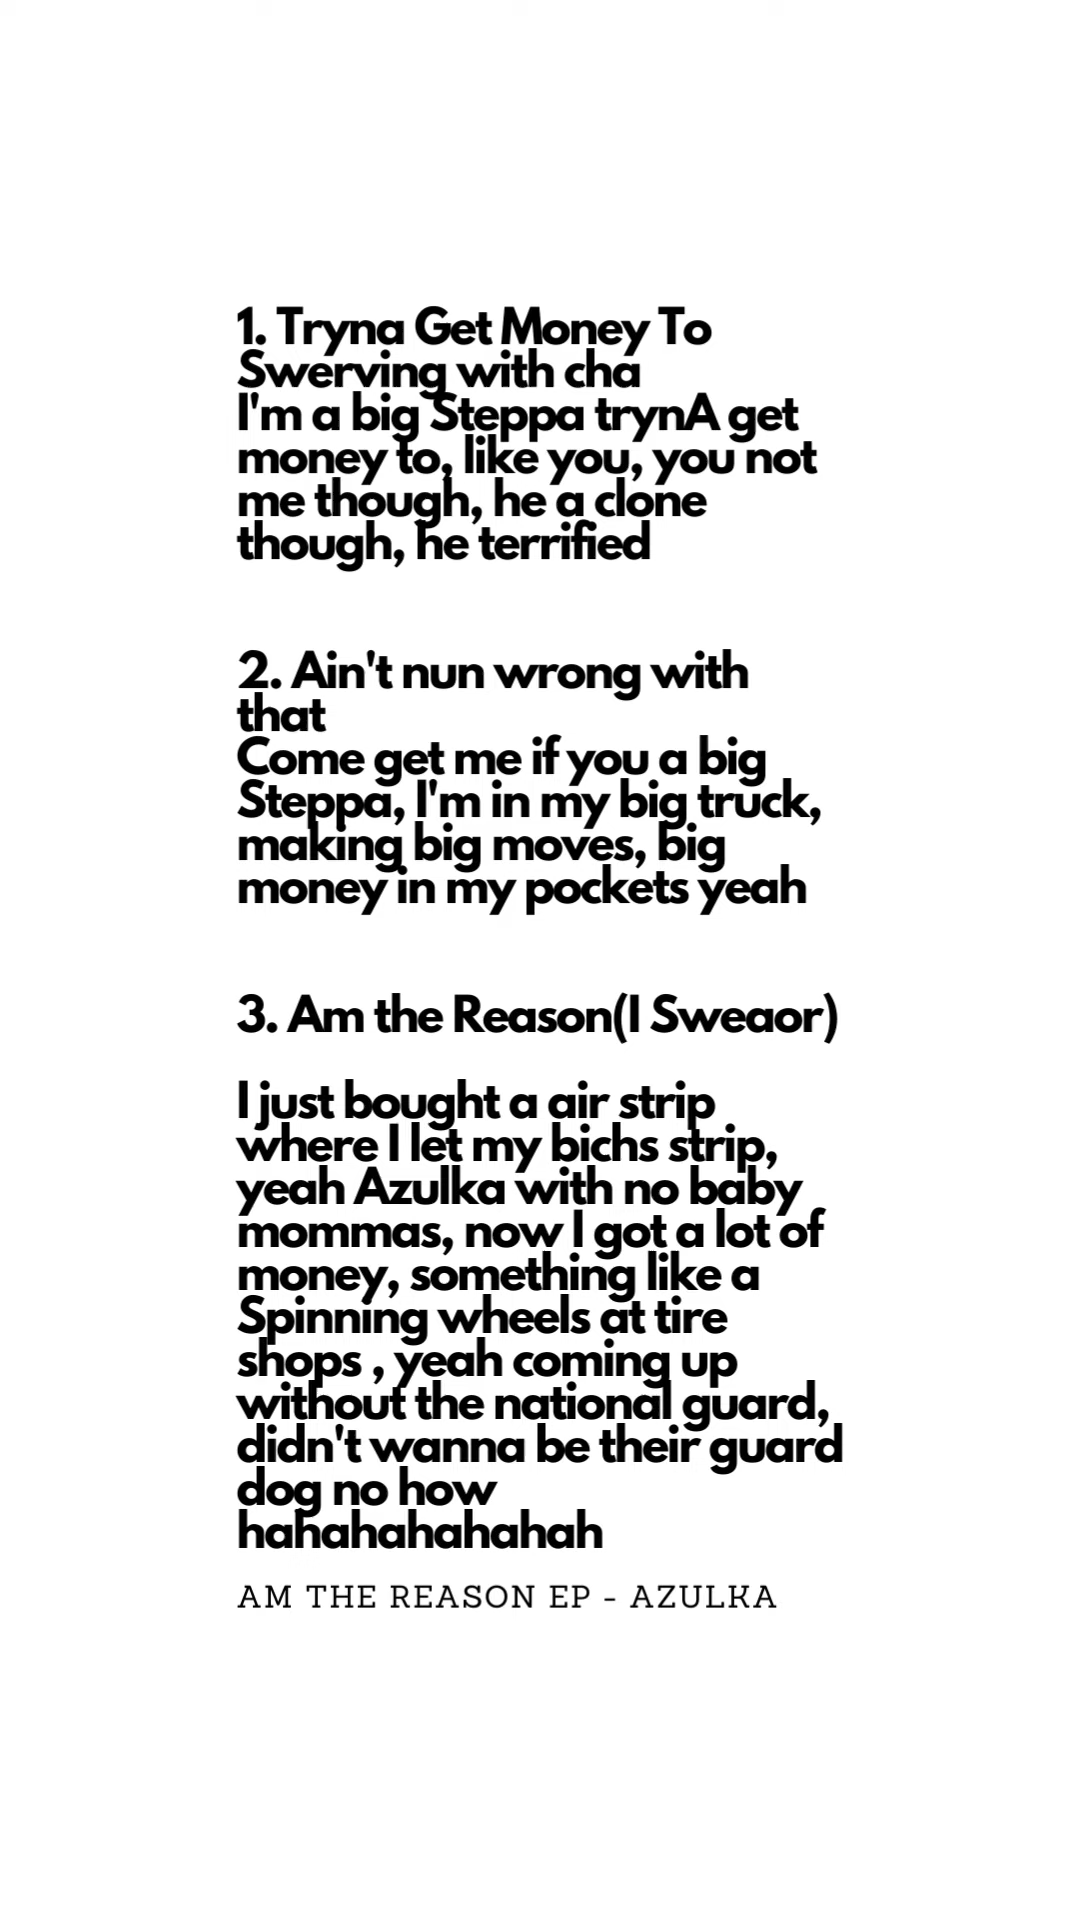 1. Tryna Get Money To
Swerving with cha
I'm a big Steppa trynA get
money to, like you, you not
me though, he a clone
though, he terrified
2. Ain't nun wrong with
that
Come get me if you a big
Steppa, I'm in my big truck,
making big moves, big
money in my pockets yeah
3. Am the Reason(I Sweaor)
I just bought a air strip
where I let my bichs strip,
yeah Azulka with no baby
mommas, now I got a lot of
money, something like a
Spinning wheels at tire
shops , yeah coming up
without the national guard,
didn't wanna be their guard
dog no how
hahahahahahah
AM THE REASON EP - AZULKA